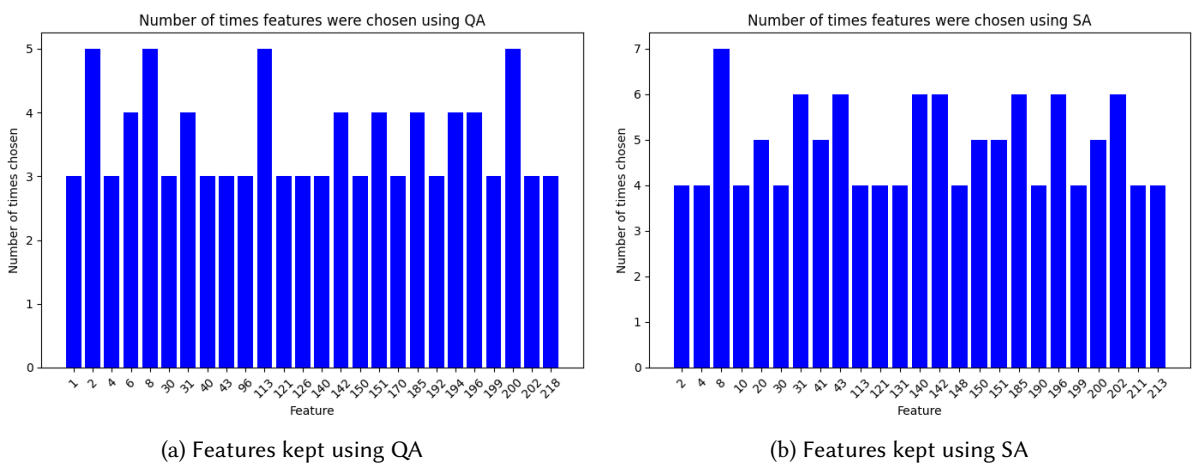 Number of times features were chosen using QA
Number of times chosen
5
4
3
2
1
0
1 2 4 6 8 30 31 40 43 96 113 121 126 140 142 150 151 170 185 192 194 196 199 200 202 218
Feature
(a) Features kept using QA
Number of times features were chosen using SA
Number of times chosen
7
6
5
4
3
2
1
0
2 4 8 10 20 30 31 41 43 113 121 131 140 142 148 150 151 185 190 196 199 200 202 211 213
Feature
(b) Features kept using SA